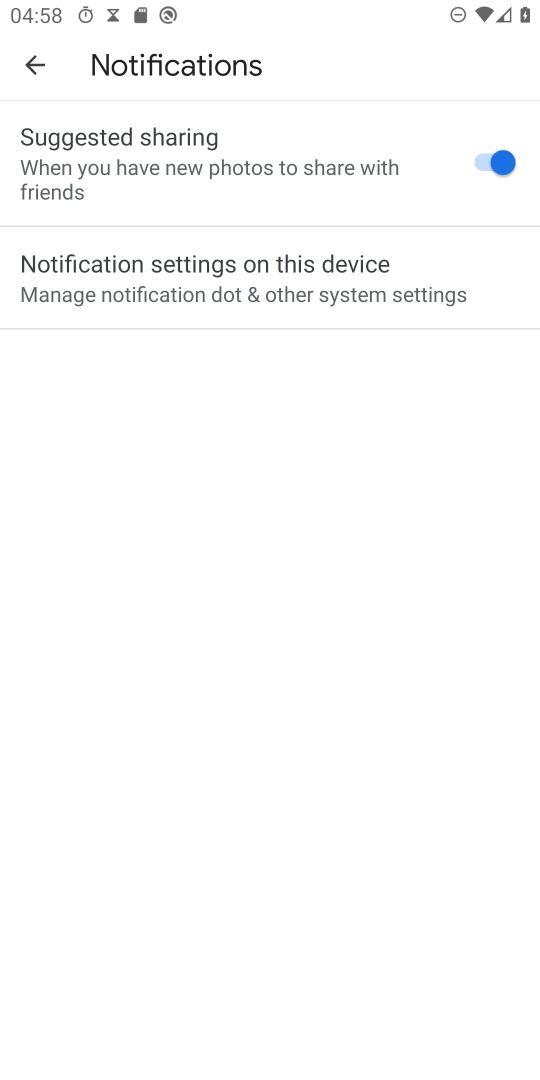 04:58
Notifications
Suggested sharing
When you have new photos to share with
friends
Notification settings on this device
Manage notification dot & other system settings